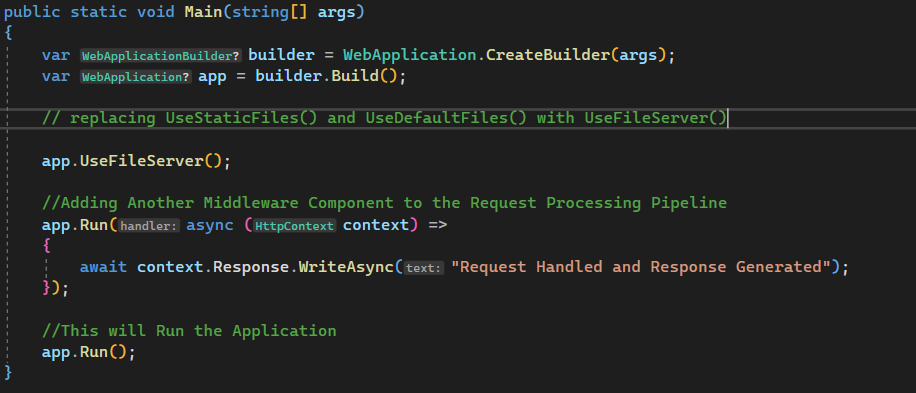 public static void Main(string[] args)
{
var WebApplicationBuilder? builder = WebApplication.CreateBuilder(args);
var WebApplication? app = builder.Build();
// replacing UseStaticFiles() and UseDefaultFiles() with UseFileServer()
app.UseFileServer();
//Adding Another Middleware Component to the Request Processing Pipeline
app.Run(handler: async (HttpContext context) =>
{
await context.Response.WriteAsync(text: "Request Handled and Response Generated");
});
//This will Run the Application
app.Run();
}